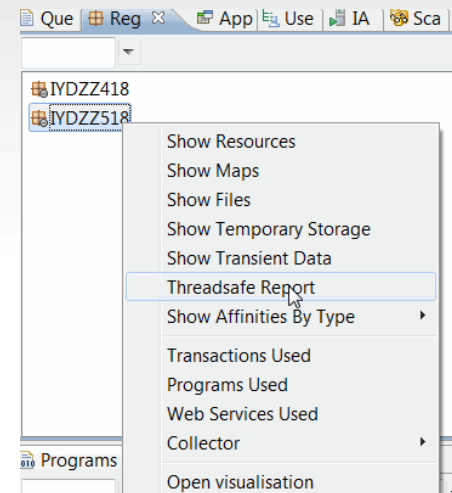 Que Reg App Use IA Sca
IYDZZ418
IYDZZ518
Show Resources
Show Maps
Show Files
Show Temporary Storage
Show Transient Data
Threadsafe Report
Show Affinities By Type
Transactions Used
Programs Used
Web Services Used
Collector
Programs
Open visualisation